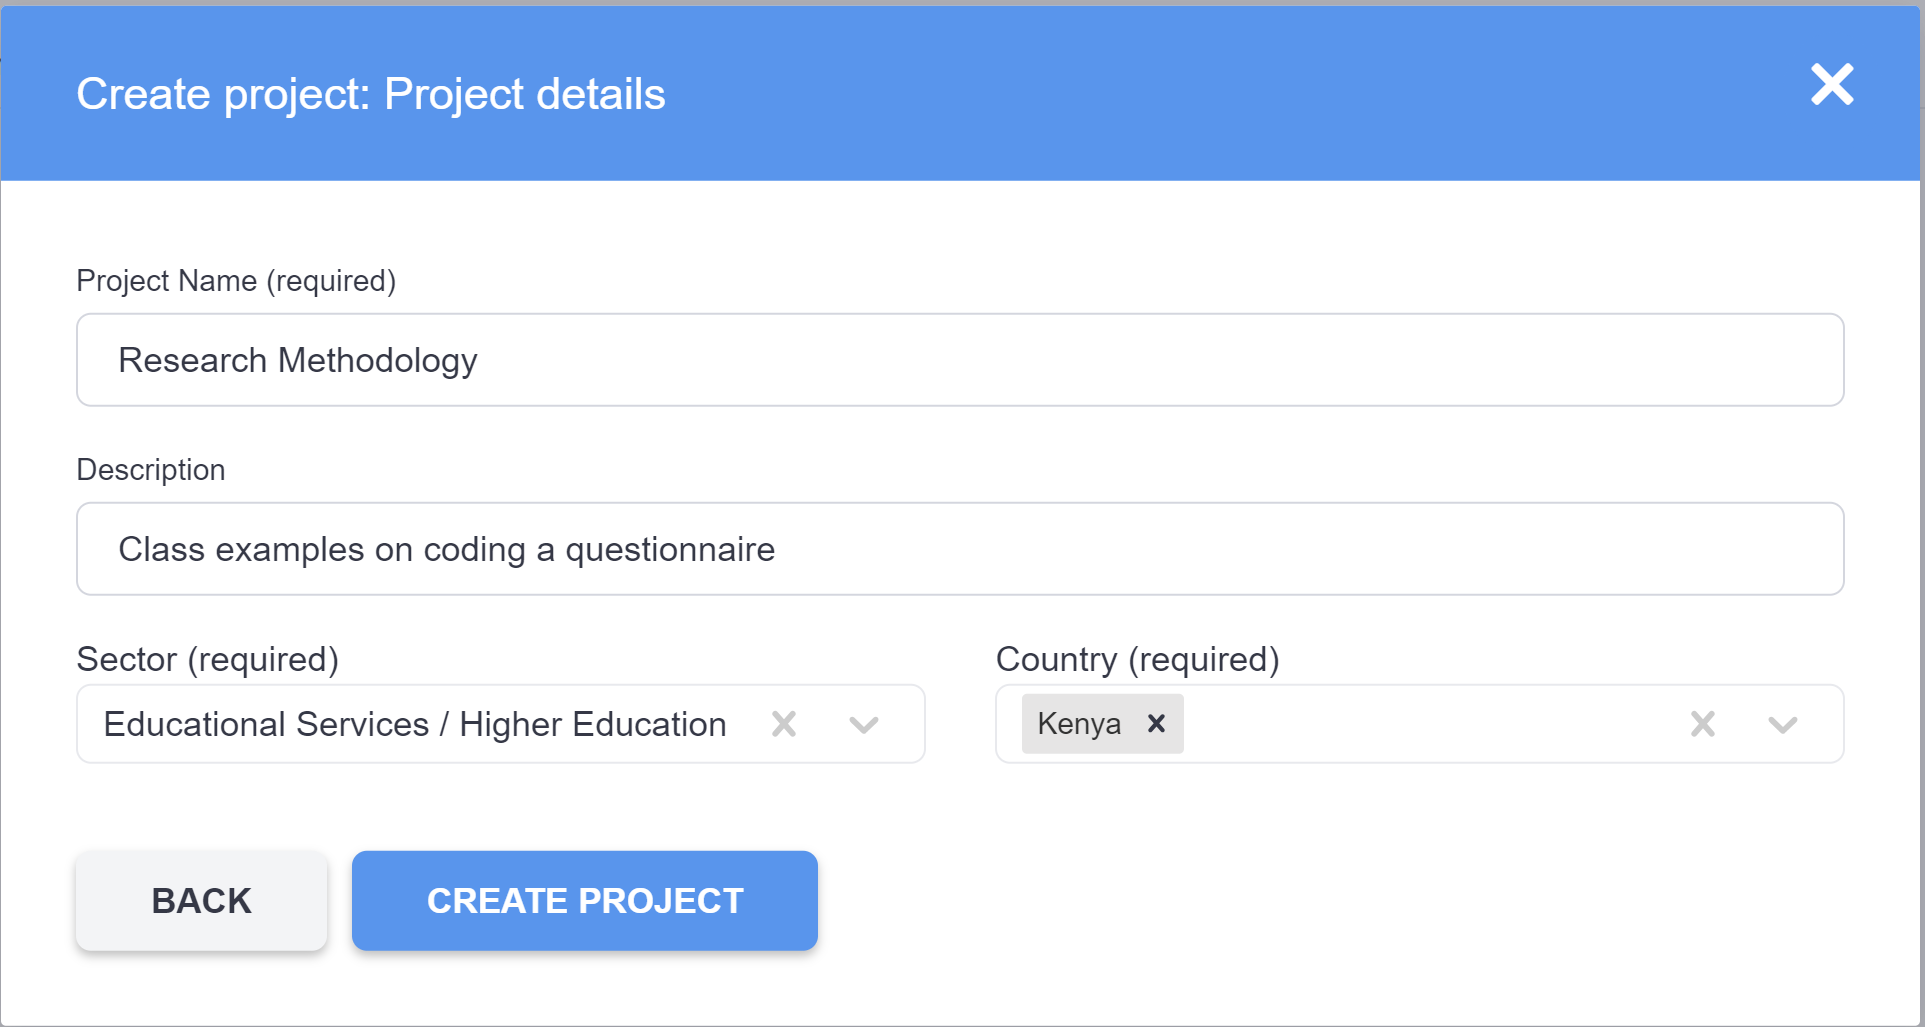 Create project: Project details
Project Name (required)
Research Methodology
Description
Class examples on coding a questionnaire
Sector (required)
Educational Services / Higher Education
Country (required)
Kenya
BACK
CREATE PROJECT